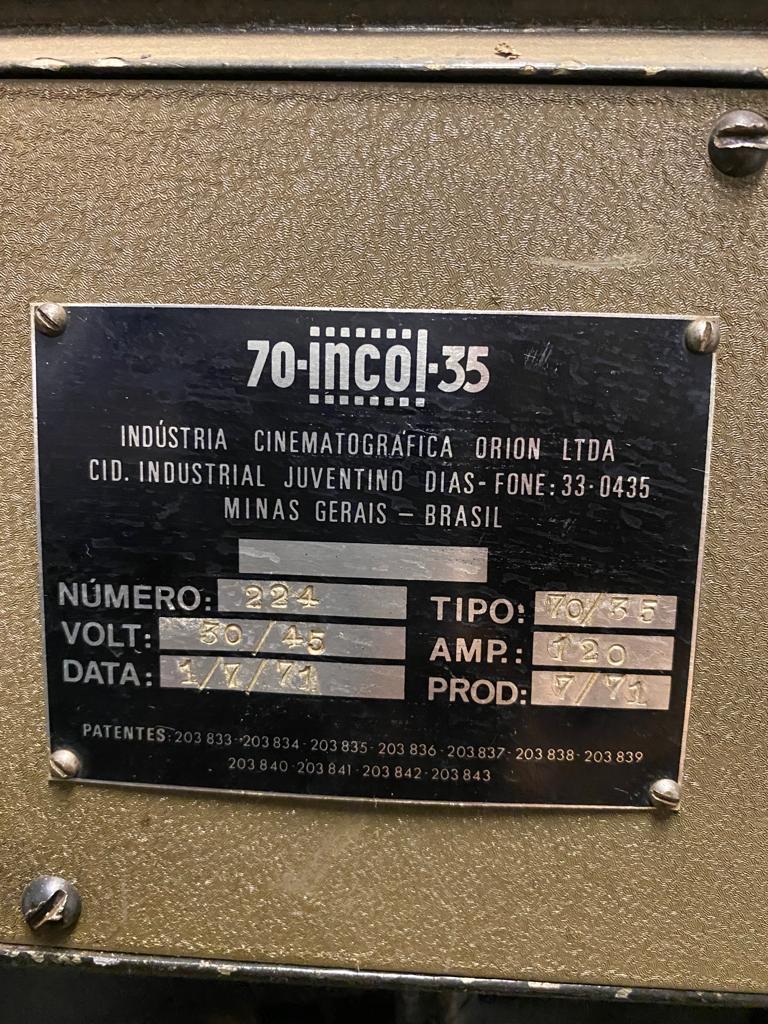 70-incol-35
INDÚSTRIA CINEMATOGRÁFICA ORION LTDA
CID. INDUSTRIAL JUVENTINO DIAS - FONE: 33-0435
MINAS GERAIS - BRASIL
NÚMERO: 224
TIPO: 70/35
VOLT: 30/45
AMP.: 120
DATA: 1/7/71
PROD: 7/71
PATENTES: 203 833 - 203 834 - 203 835 - 203 836 - 203 837 - 203 838 - 203 839
203 840 - 203 841 - 203 842 - 203 843